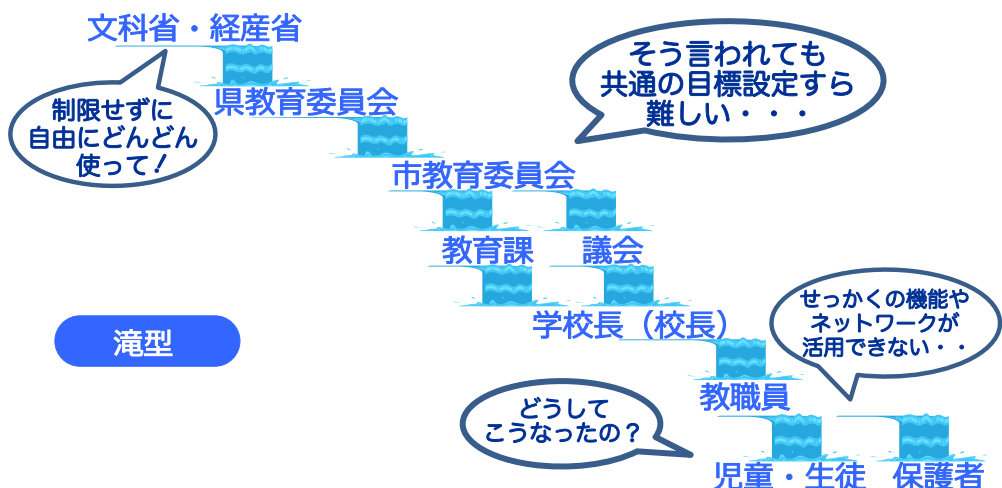 文科省・経産省
制限せずに
自由にどんどん
使って！
県教育委員会
そう言われても
共通の目標設定すら
難しい・・・
市教育委員会
教育課
議会
学校長（校長）
滝型
せっかくの機能や
ネットワークが
活用できない・・
教職員
どうして
こうなったの？
児童・生徒
保護者